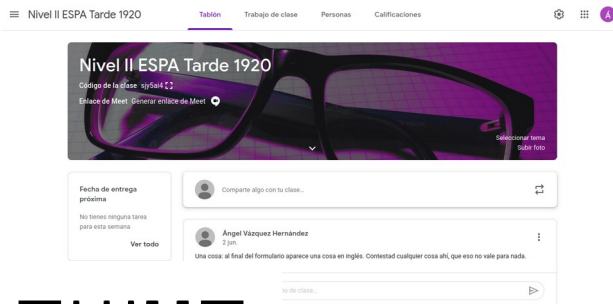 Nivel II ESPA Tarde 1920
Tablón
Trabajo de clase
Personas
Calificaciones
Á
Nivel II ESPA Tarde 1920
Código de la clase sjy5ai4
Enlace de Meet Generar enlace de Meet
Seleccionar tema
Subir foto
Fecha de entrega
próxima
No tienes ninguna tarea
para esta semana
Ver todo
Comparte algo con tu clase...
Ángel Vázquez Hernández
2 jun.
Una cosa: al final del formulario aparece una cosa en inglés. Contestad cualquier cosa ahí, que eso no vale para nada.
de clase...